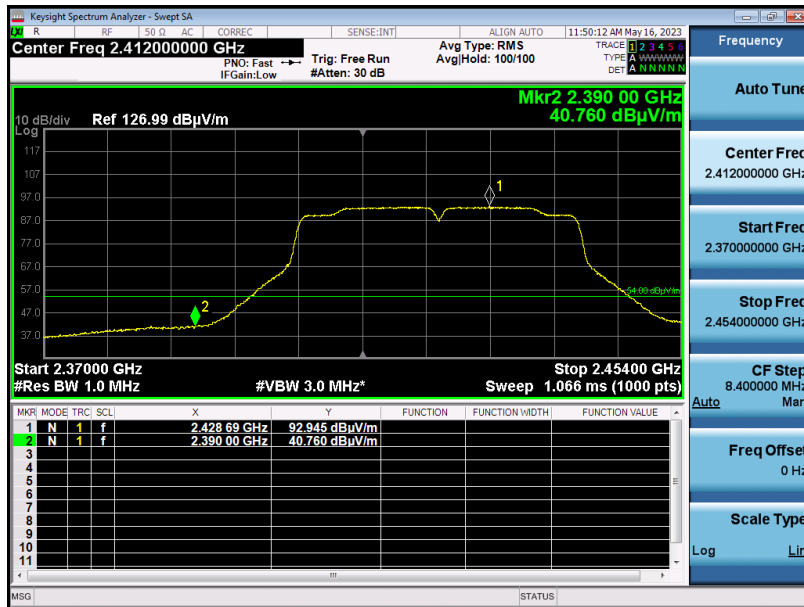 Keysight Spectrum Analyzer - Swept SA
LXI R RF 50 Ω AC CORREC SENSE:INT ALIGN AUTO 11:50:12 AM May 16, 2023
Center Freq 2.412000000 GHz
PNO: Fast
IFGain:Low
Trig: Free Run
#Atten: 30 dB
Avg Type: RMS
Avg|Hold: 100/100
TRACE 1 2 3 4 5 6
TYPE A WWWWW
DET A N N N N N
Mkr2 2.390 00 GHz
40.760 dBµV/m
10 dB/div Ref 126.99 dBµV/m
Log
117
107
97.0
87.0
77.0
67.0
57.0
47.0
37.0
1
2
54.00 dBµV/m
Start 2.37000 GHz Stop 2.45400 GHz
#Res BW 1.0 MHz #VBW 3.0 MHz* Sweep 1.066 ms (1000 pts)
MKR MODE TRC SCL X Y FUNCTION FUNCTION WIDTH FUNCTION VALUE
1 N 1 f 2.428 69 GHz 92.945 dBµV/m
2 N 1 f 2.390 00 GHz 40.760 dBµV/m
3
4
5
6
7
8
9
10
11
MSG STATUS
Frequency
Auto Tune
Center Freq
2.412000000 GHz
Start Freq
2.370000000 GHz
Stop Freq
2.454000000 GHz
CF Step
8.400000 MHz
Auto Man
Freq Offset
0 Hz
Scale Type
Log Lin